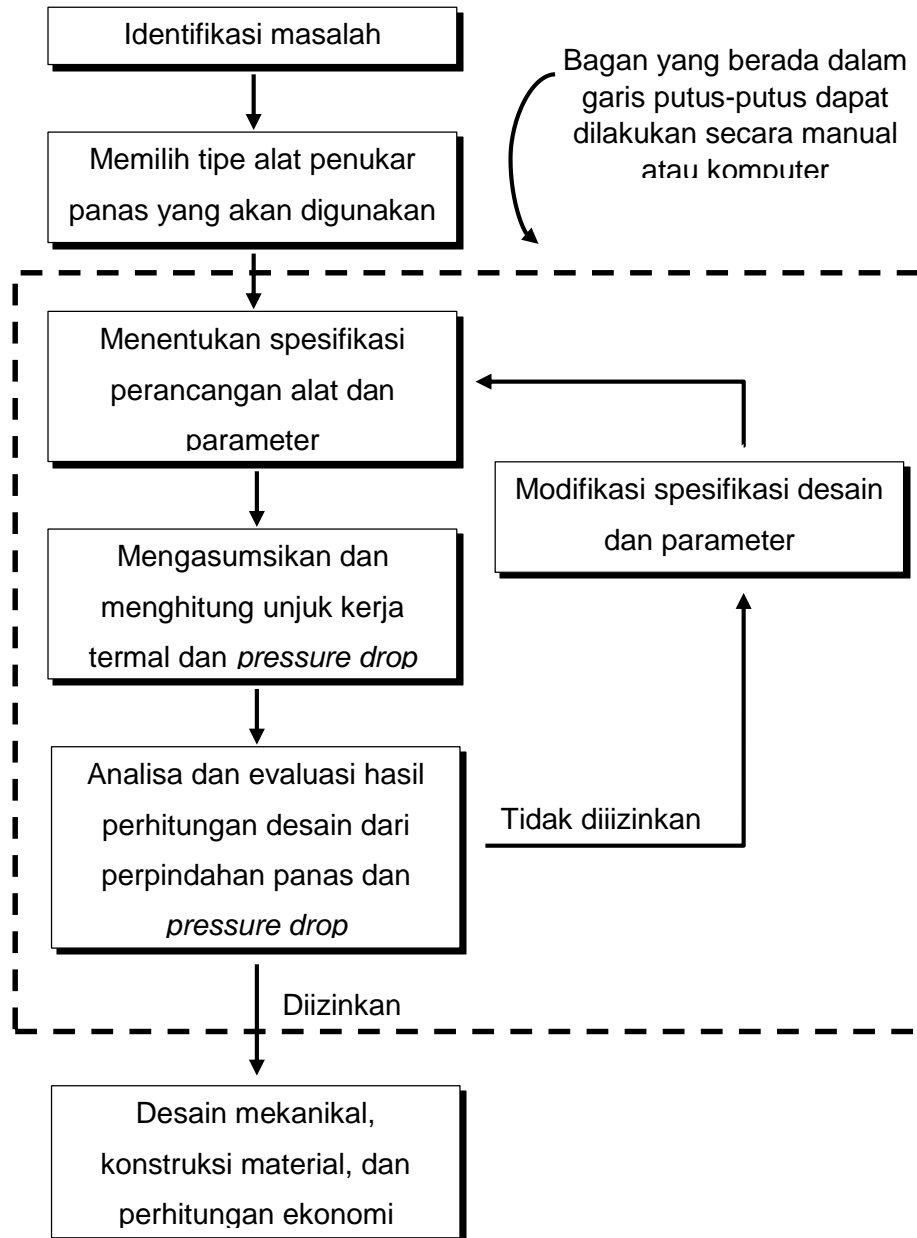 Identifikasi masalah
Bagan yang berada dalam
garis putus-putus dapat
dilakukan secara manual
atau komputer
Memilih tipe alat penukar
panas yang akan digunakan
Menentukan spesifikasi
perancangan alat dan
parameter
Modifikasi spesifikasi desain
dan parameter
Mengasumsikan dan
menghitung unjuk kerja
termal dan pressure drop
Analisa dan evaluasi hasil
perhitungan desain dari
perpindahan panas dan
pressure drop
Tidak diiizinkan
Diizinkan
Desain mekanikal,
konstruksi material, dan
perhitungan ekonomi